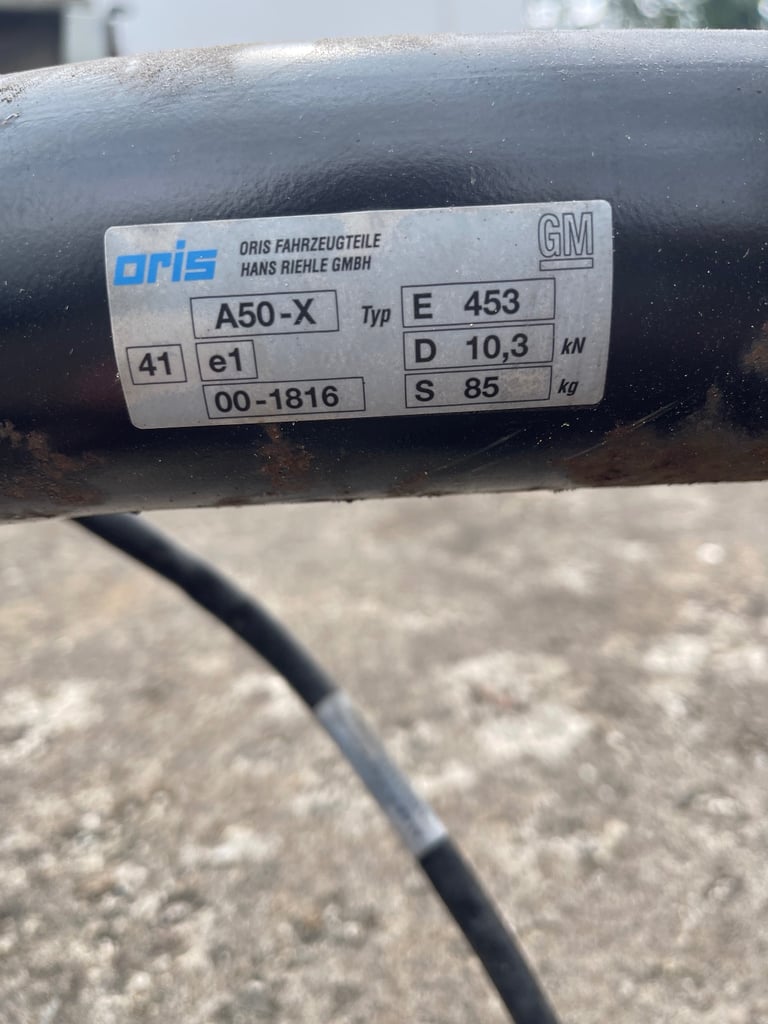 oris
ORIS FAHRZEUGTEILE
HANS RIEHLE GMBH
GM
A50-X Typ E 453
41 e1 D 10,3 kN
00-1816 S 85 kg